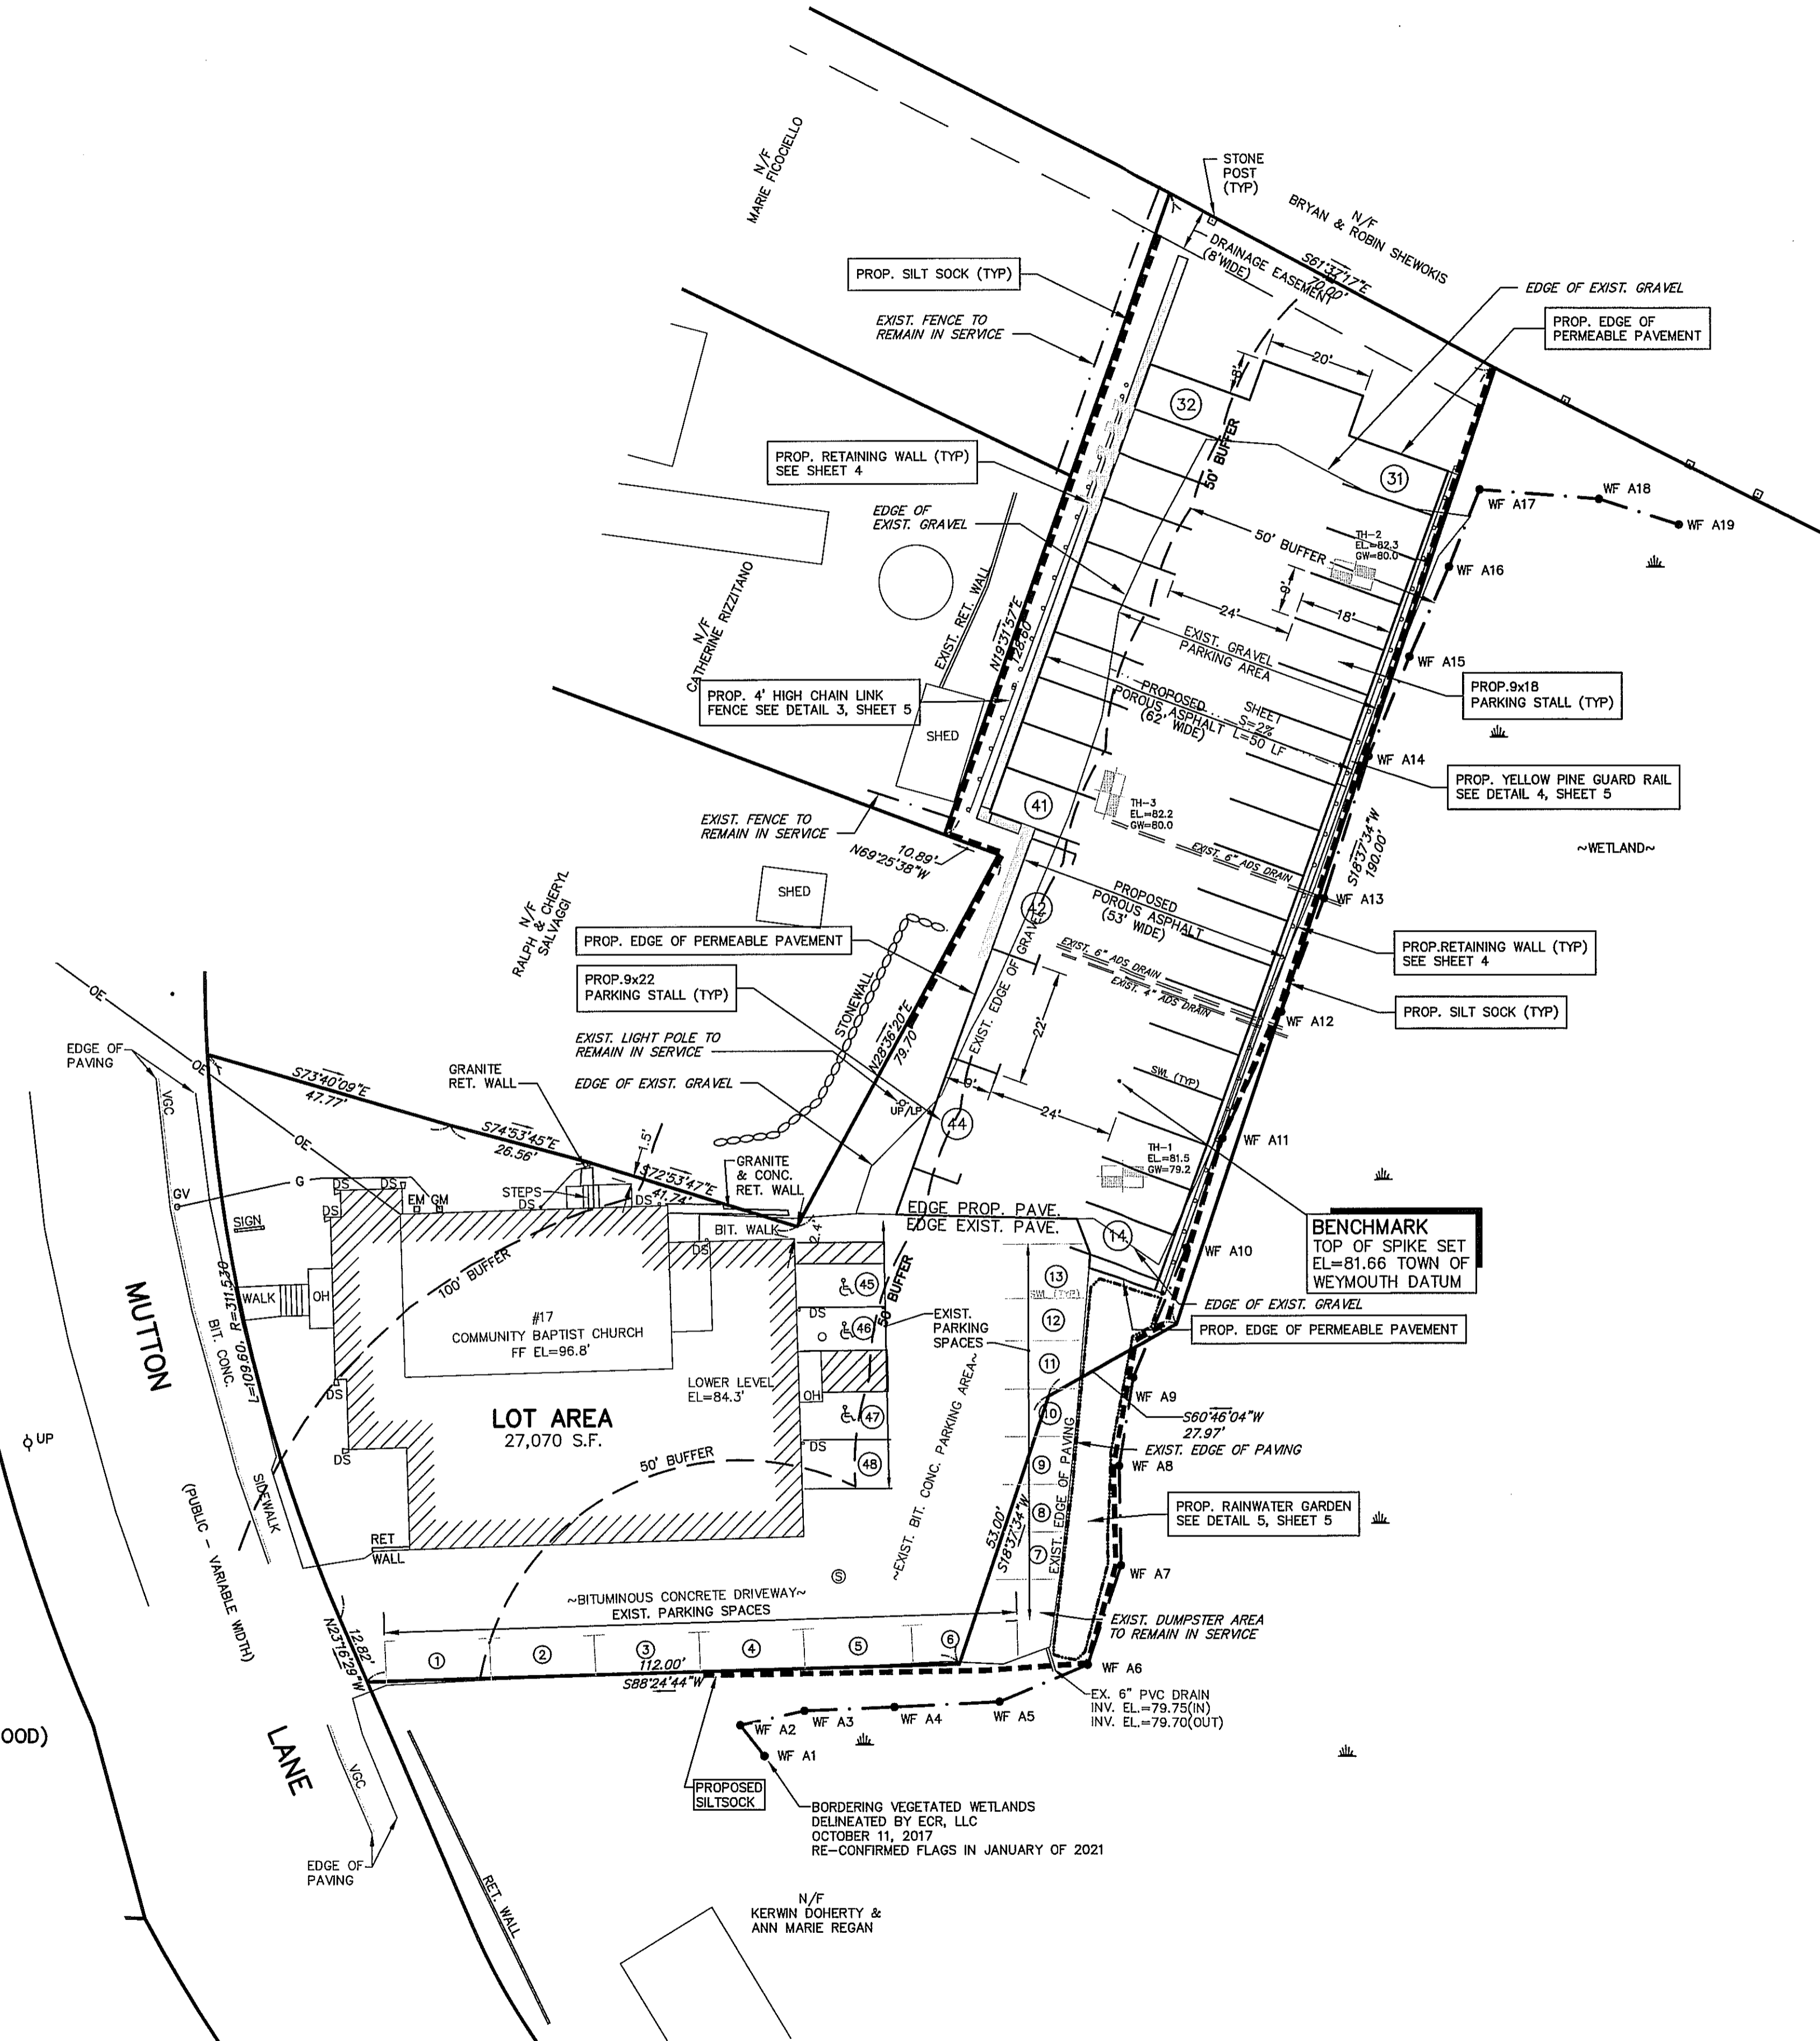 N/F
MARIE FICOCIELLO
STONE
POST
(TYP)
N/F
BRYAN & ROBIN SHEWOKIS
DRAINAGE EASEMENT
(8'WIDE)
S61°37'17"E
70.00'
EDGE OF EXIST. GRAVEL
PROP. EDGE OF
PERMEABLE PAVEMENT
PROP. SILT SOCK (TYP)
EXIST. FENCE TO
REMAIN IN SERVICE
20'
8'
32
50' BUFFER
31
PROP. RETAINING WALL (TYP)
SEE SHEET 4
WF A17
WF A18
WF A19
EDGE OF
EXIST. GRAVEL
50' BUFFER
TH-2
EL.=82.3
GW=80.0
WF A16
9'
24'
18'
N/F
CATHERINE RIZZITANO
EXIST. RET. WALL
N19°31'57"E
128.60'
EXIST. GRAVEL
PARKING AREA
WF A15
PROP. 4' HIGH CHAIN LINK
FENCE SEE DETAIL 3, SHEET 5
PROP.9x18
PARKING STALL (TYP)
PROPOSED
POROUS ASPHALT
(62' WIDE)
SHEET
S=2%
L=50 LF
SHED
WF A14
PROP. YELLOW PINE GUARD RAIL
SEE DETAIL 4, SHEET 5
41
TH-3
EL.=82.2
GW=80.0
EXIST. FENCE TO
REMAIN IN SERVICE
10.89'
N69°25'38"W
EXIST. 6" ADS DRAIN
S18°37'34"W
190.00'
~WETLAND~
SHED
N/F
RALPH & CHERYL
SALVAGGI
WF A13
42
PROPOSED
POROUS ASPHALT
(53' WIDE)
PROP. EDGE OF PERMEABLE PAVEMENT
PROP.RETAINING WALL (TYP)
SEE SHEET 4
EXIST. 6" ADS DRAIN
EXIST. 4" ADS DRAIN
PROP.9x22
PARKING STALL (TYP)
STONEWALL
EXIST. EDGE OF GRAVEL
22'
PROP. SILT SOCK (TYP)
WF A12
OE
EXIST. LIGHT POLE TO
REMAIN IN SERVICE
N28°36'20"E
79.70
EDGE OF
PAVING
OE
GRANITE
RET. WALL
EDGE OF EXIST. GRAVEL
S73°40'09"E
47.77'
9'
SWL (TYP)
VGC
UP/LP
24'
44
S74°53'45"E
26.56'
OE
1.5'
WF A11
TH-1
EL=81.5
GW=79.2
GRANITE
& CONC.
RET. WALL
S72°53'47"E
41.74'
GV
G
DS
DS
EM
GM
STEPS
DS
DS
DS
SIGN
EDGE PROP. PAVE.
EDGE EXIST. PAVE.
BIT. WALK
DS
2.4'
14
BENCHMARK
TOP OF SPIKE SET
EL=81.66 TOWN OF
WEYMOUTH DATUM
WF A10
100' BUFFER
MUTTON
WALK
OH
#17
COMMUNITY BAPTIST CHURCH
FF EL=96.8'
45
13
SWL (TYP)
EDGE OF EXIST. GRAVEL
DS
46
50' BUFFER
EXIST.
PARKING
SPACES
12
PROP. EDGE OF PERMEABLE PAVEMENT
L=109.60' R=311.530
BIT. CONC.
11
DS
LOWER LEVEL
EL=84.3'
OH
WF A9
LOT AREA
27,070 S.F.
47
10
S60°46'04"W
27.97'
UP
DS
DS
~EXIST. BIT. CONC. PARKING AREA~
EXIST. EDGE OF PAVING
50' BUFFER
48
9
WF A8
SIDEWALK
(PUBLIC - VARIABLE WIDTH)
8
EXIST. EDGE OF PAVING
PROP. RAINWATER GARDEN
SEE DETAIL 5, SHEET 5
RET
WALL
53.00'
S18°37'34"W
7
WF A7
S
~BITUMINOUS CONCRETE DRIVEWAY~
EXIST. PARKING SPACES
EXIST. DUMPSTER AREA
TO REMAIN IN SERVICE
12.82'
N23°16'29"W
1
2
3
4
5
6
112.00'
S88°24'44"W
WF A6
EX. 6" PVC DRAIN
INV. EL.=79.75(IN)
INV. EL.=79.70(OUT)
WF A2
WF A3
WF A4
WF A5
WF A1
OOD)
LANE
VGC
PROPOSED
SILTSOCK
BORDERING VEGETATED WETLANDS
DELINEATED BY ECR, LLC
OCTOBER 11, 2017
RE-CONFIRMED FLAGS IN JANUARY OF 2021
EDGE OF
PAVING
RET. WALL
N/F
KERWIN DOHERTY &
ANN MARIE REGAN